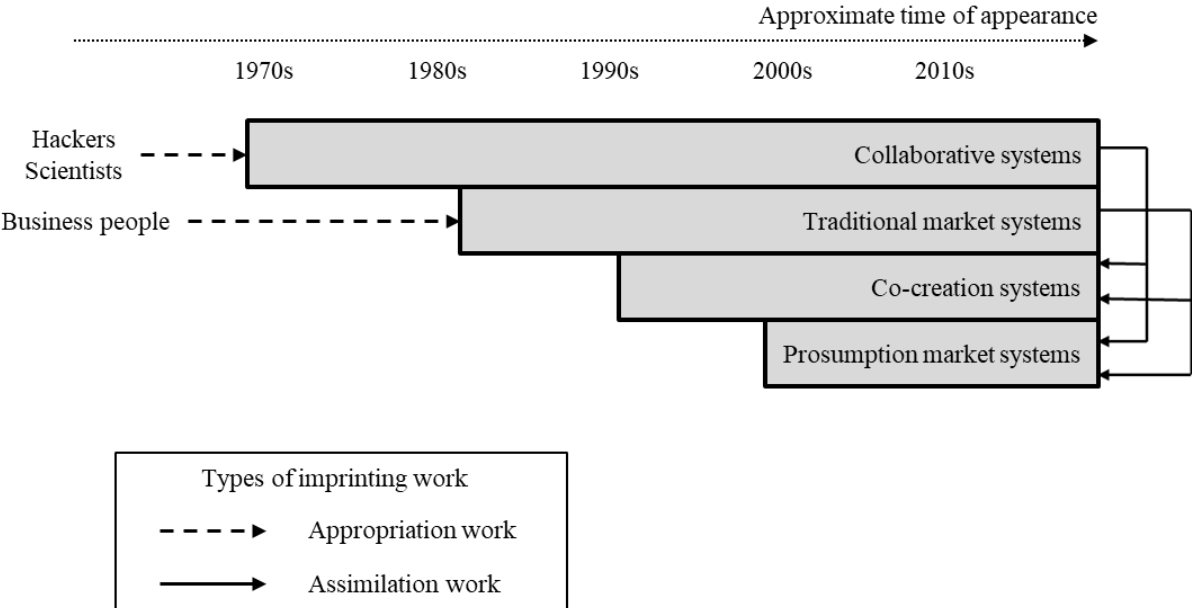 Approximate time of appearance
1970s 1980s 1990s 2000s 2010s
Hackers
Scientists
Collaborative systems
Business people
Traditional market systems
Co-creation systems
Prosumption market systems
Types of imprinting work
Appropriation work
Assimilation work